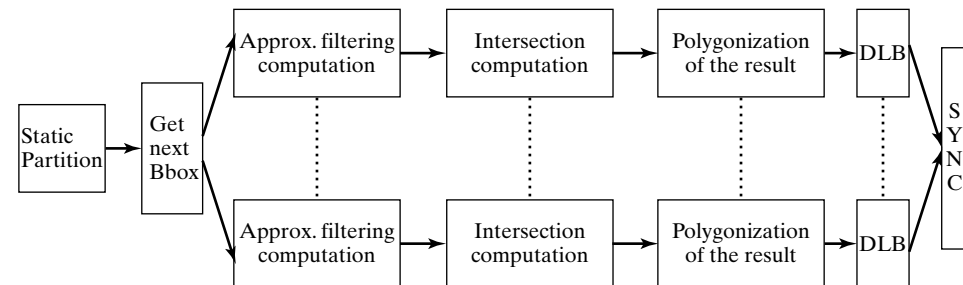 Static
Partition
Get
next
Bbox
Approx. filtering
computation
Intersection
computation
Polygonization
of the result
DLB
Approx. filtering
computation
Intersection
computation
Polygonization
of the result
DLB
S
Y
N
C